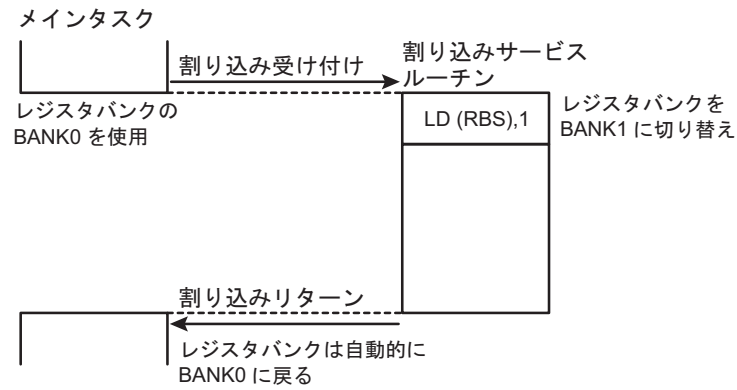 メインタスク
割り込み受け付け
割り込みサービス
ルーチン
レジスタバンクの
BANK0 を使用
LD (RBS),1
レジスタバンクを
BANK1 に切り替え
割り込みリターン
レジスタバンクは自動的に
BANK0 に戻る